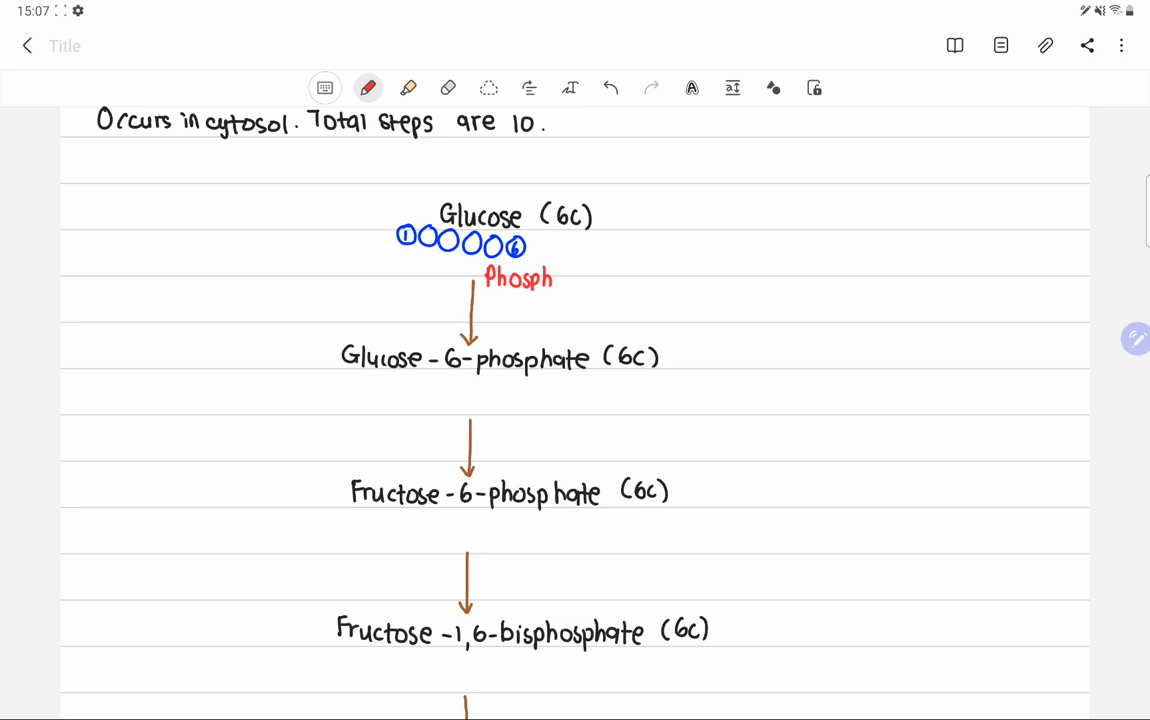 15:07
Title
Occurs in cytosol. Total steps are 10.
Glucose (6C)
1 6
Phosph
Glucose-6-phosphate (6C)
Fructose-6-phosphate (6C)
Fructose-1,6-bisphosphate (6C)